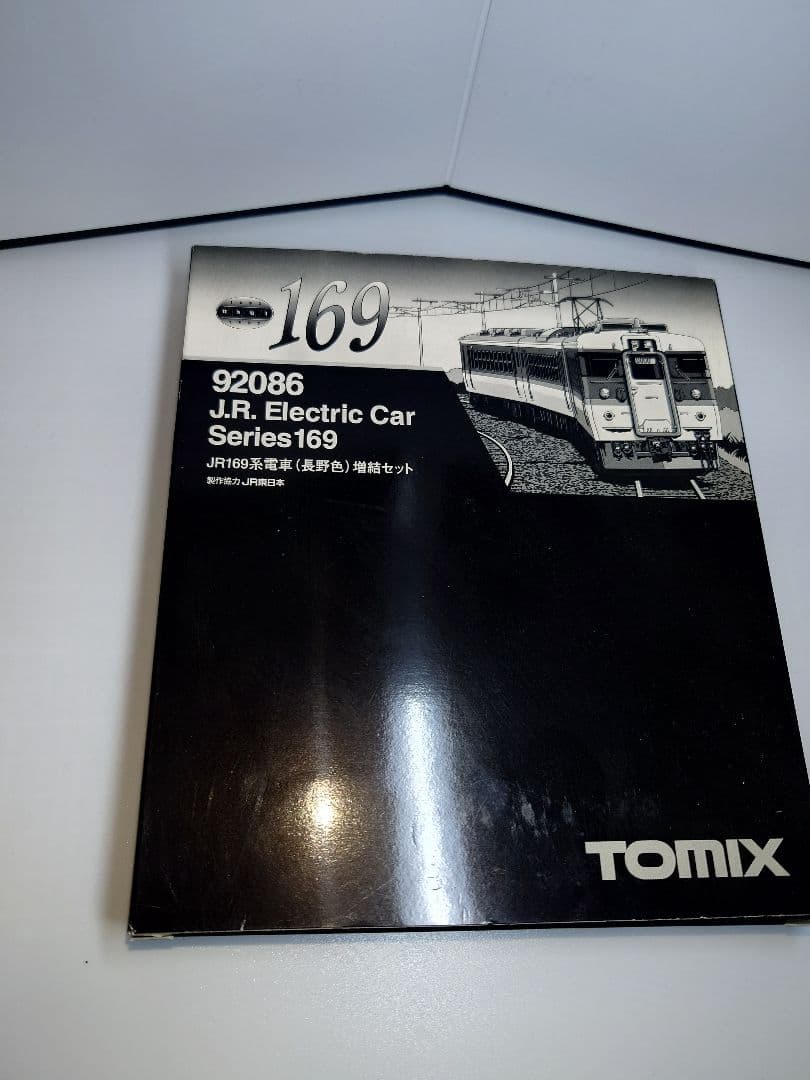 169
92086
J.R. Electric Car
Series169
JR169系電車(長野色)増結セット
製作協力 JR東日本
TOMIX